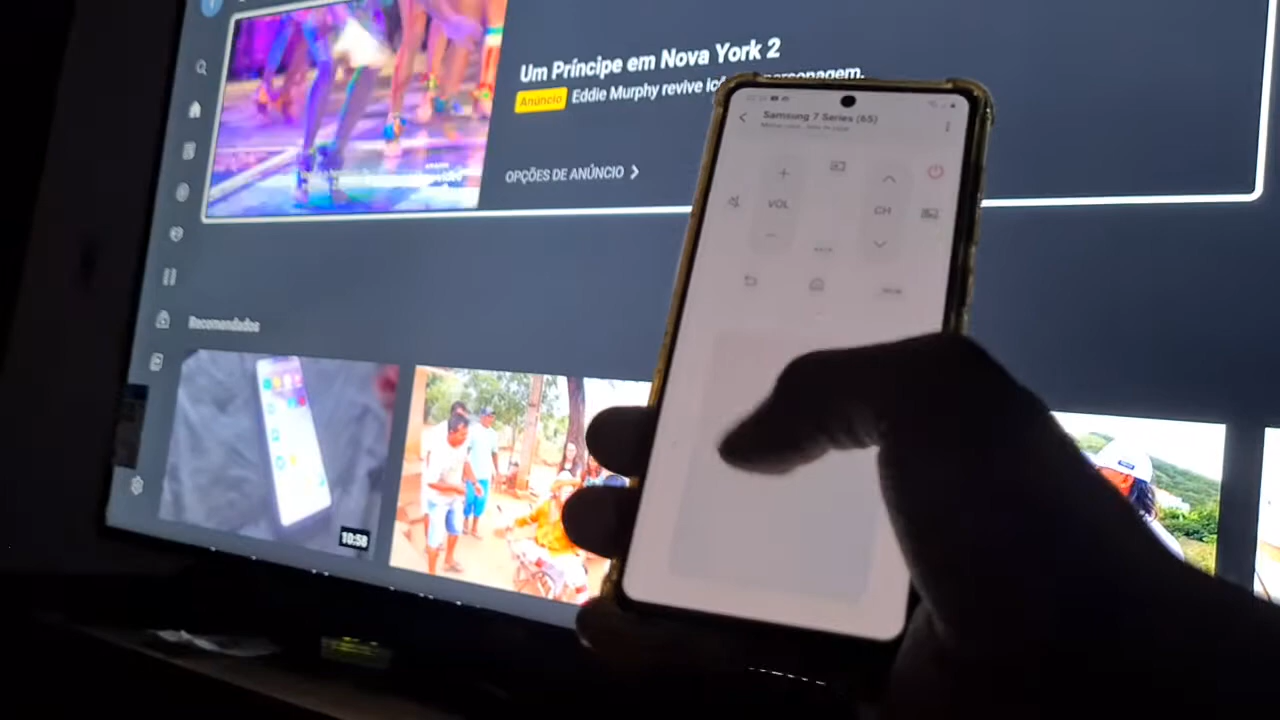 Um Príncipe em Nova York 2
Anúncio Eddie Murphy revive icô personagem.
OPÇÕES DE ANÚNCIO
Recomendados
10:58
Samsung 7 Series (65)
VOL
CH